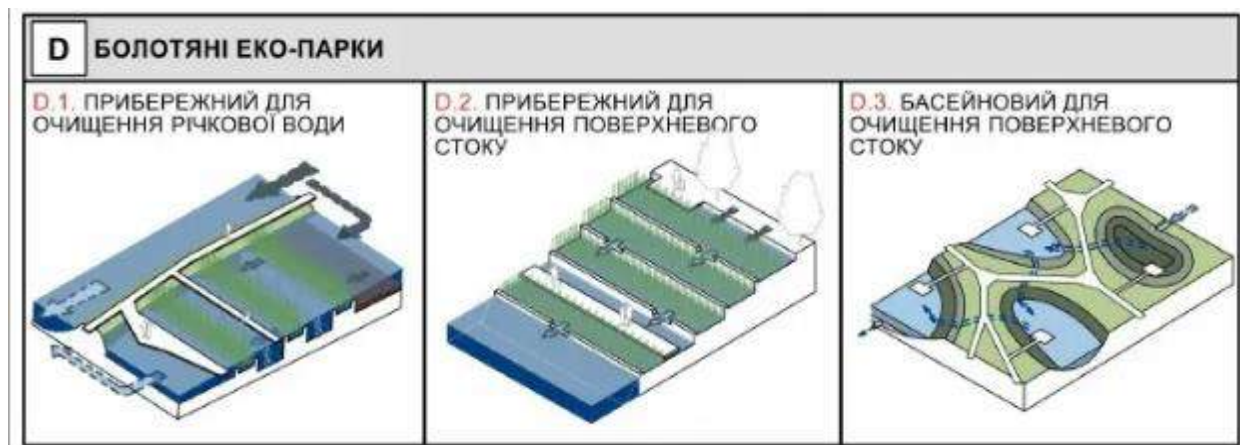 D БОЛОТЯНІ ЕКО-ПАРКИ
D.1. ПРИБЕРЕЖНИЙ ДЛЯ
ОЧИЩЕННЯ РІЧКОВОЇ ВОДИ
D.2. ПРИБЕРЕЖНИЙ ДЛЯ
ОЧИЩЕННЯ ПОВЕРХНЕВОГО
СТОКУ
D.3. БАСЕЙНОВИЙ ДЛЯ
ОЧИЩЕННЯ ПОВЕРХНЕВОГО
СТОКУ